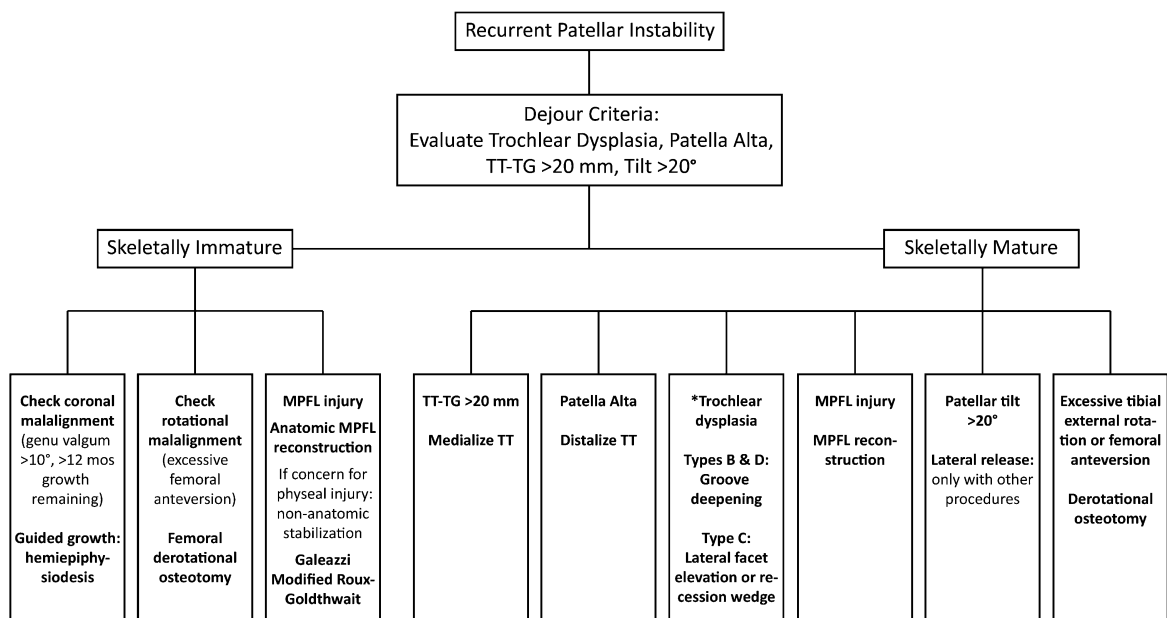 Recurrent Patellar Instability
Dejour Criteria:
Evaluate Trochlear Dysplasia, Patella Alta,
TT-TG >20 mm, Tilt >20°
Skeletally Immature
Skeletally Mature
Check coronal
malalignment
(genu valgum
>10°, >12 mos
growth
remaining)
Guided growth:
hemiepiphy-
siodesis
Check
rotational
malalignment
(excessive
femoral
anteversion)
Femoral
derotational
osteotomy
MPFL injury
Anatomic MPFL
reconstruction
If concern for
physeal injury:
non-anatomic
stabilization
Galeazzi
Modified Roux-
Goldthwait
TT-TG >20 mm
Medialize TT
Patella Alta
Distalize TT
*Trochlear
dysplasia
Types B & D:
Groove
deepening
Type C:
Lateral facet
elevation or re-
cession wedge
MPFL injury
MPFL recon-
struction
Patellar tilt
>20°
Lateral release:
only with other
procedures
Excessive tibial
external rota-
tion or femoral
anteversion
Derotational
osteotomy